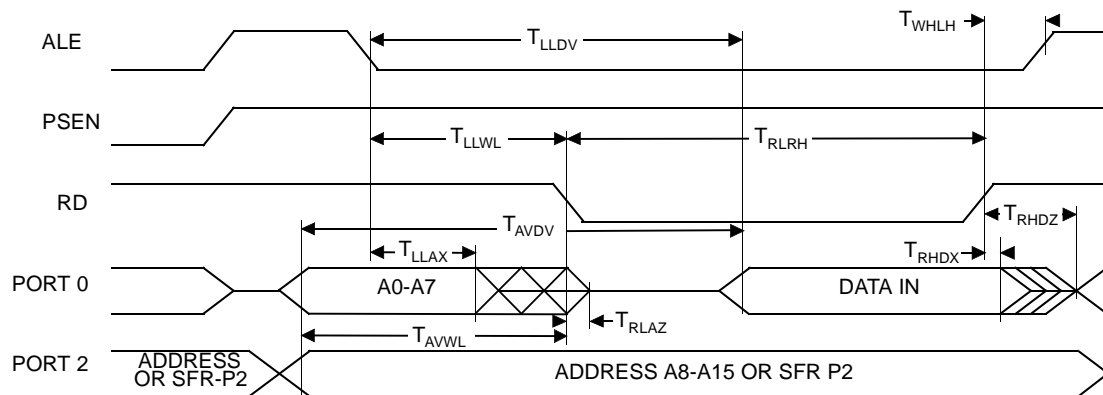 T_WHLH
ALE
T_LLDV
PSEN
T_LLWL
T_RLRH
RD
T_AVDV
T_RHDZ
T_LLAX
T_RHDX
PORT 0
A0-A7
DATA IN
T_RLAZ
T_AVWL
PORT 2
ADDRESS
OR SFR-P2
ADDRESS A8-A15 OR SFR P2